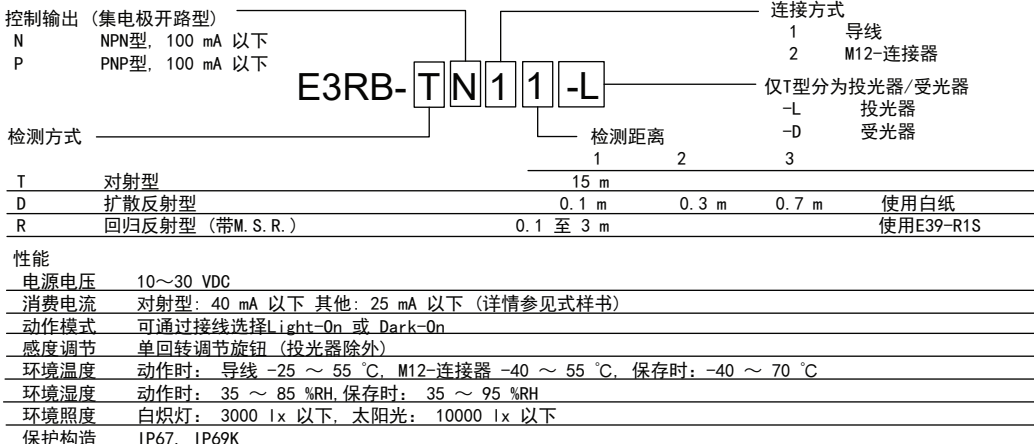 控制输出 (集电极开路型)
N NPN型, 100 mA 以下
P PNP型, 100 mA 以下
连接方式
1 导线
2 M12-连接器
E3RB-TN11-L
仅T型分为投光器/受光器
-L 投光器
-D 受光器
检测方式
检测距离
1 2 3
T 对射型 15 m
D 扩散反射型 0.1 m 0.3 m 0.7 m 使用白纸
R 回归反射型 (带M.S.R.) 0.1 至 3 m 使用E39-R1S
性能
电源电压 10～30 VDC
消费电流 对射型: 40 mA 以下 其他: 25 mA 以下 (详情参见式样书)
动作模式 可通过接线选择Light-On 或 Dark-On
感度调节 单回转调节旋钮 (投光器除外)
环境温度 动作时: 导线 -25 ～ 55 ℃, M12-连接器 -40 ～ 55 ℃, 保存时: -40 ～ 70 ℃
环境湿度 动作时: 35 ～ 85 %RH,保存时: 35 ～ 95 %RH
环境照度 白炽灯: 3000 lx 以下, 太阳光: 10000 lx 以下
保护构造 IP67, IP69K